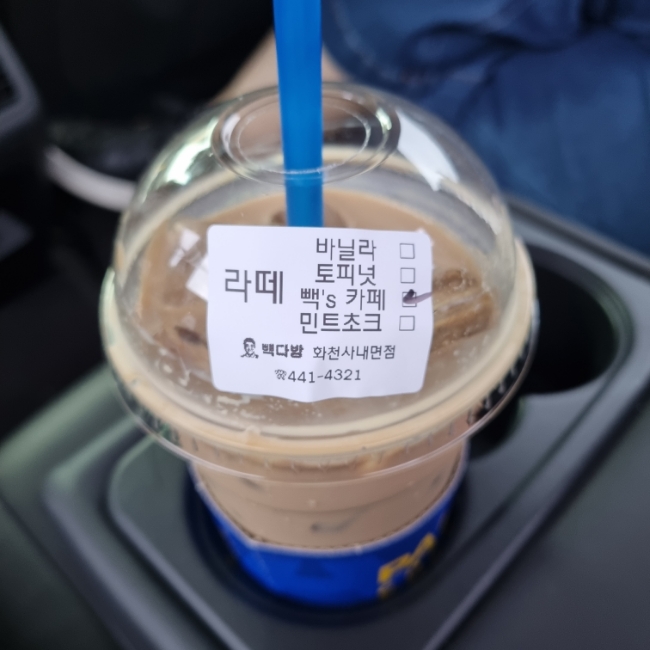 바닐라 □
토피넛 □
라떼 빽's 카페 □
민트초크 □
빽다방 화천사내면점
☏441-4321
PA